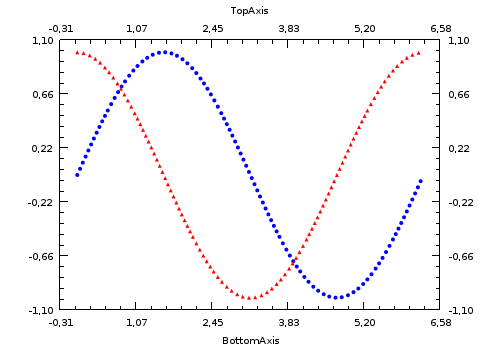 TopAxis
-0,31 1,07 2,45 3,83 5,20 6,58
1,10 1,10
0,66 0,66
0,22 0,22
-0,22 -0,22
-0,66 -0,66
-1,10 -1,10
-0,31 1,07 2,45 3,83 5,20 6,58
BottomAxis